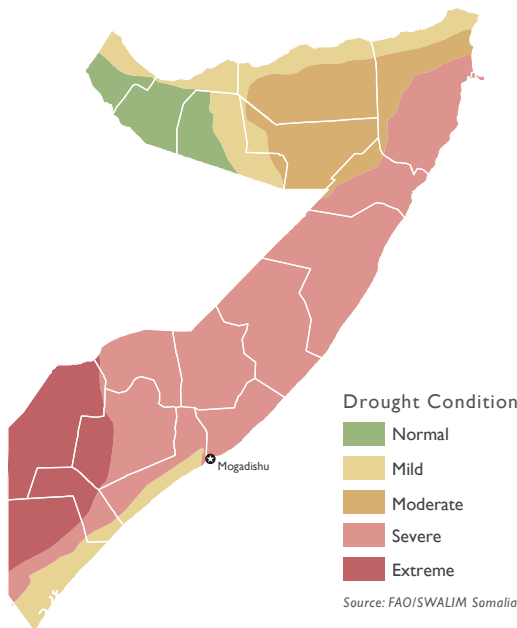 Mogadishu
Drought Condition
Normal
Mild
Moderate
Severe
Extreme
Source: FAO/SWALIM Somalia